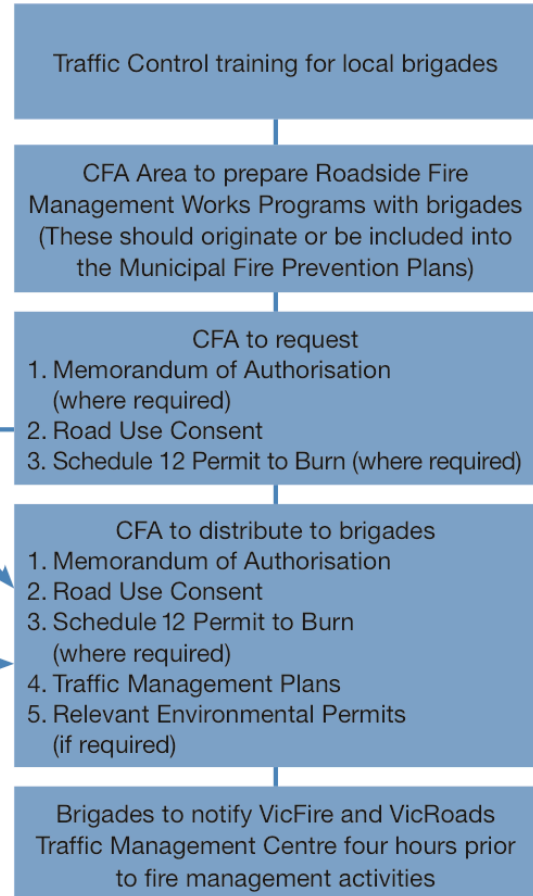 Traffic Control training for local brigades
CFA Area to prepare Roadside Fire
Management Works Programs with brigades
(These should originate or be included into
the Municipal Fire Prevention Plans)
CFA to request
1. Memorandum of Authorisation
(where required)
2. Road Use Consent
3. Schedule 12 Permit to Burn (where required)
CFA to distribute to brigades
1. Memorandum of Authorisation
2. Road Use Consent
3. Schedule 12 Permit to Burn
(where required)
4. Traffic Management Plans
5. Relevant Environmental Permits
(if required)
Brigades to notify VicFire and VicRoads
Traffic Management Centre four hours prior
to fire management activities